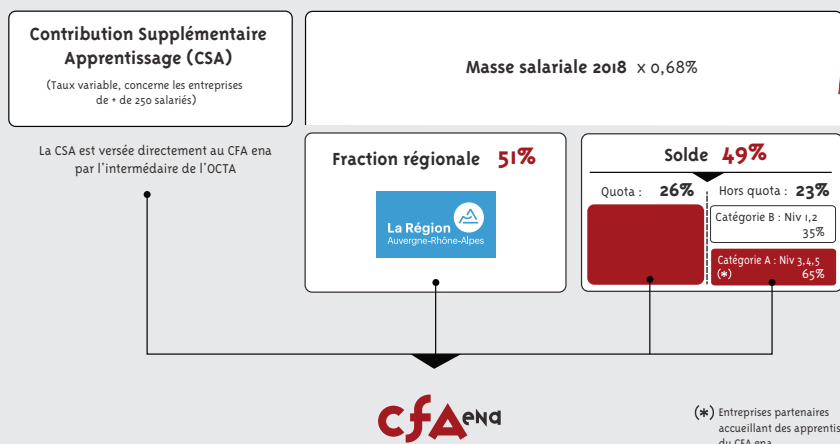 Contribution Supplémentaire
Apprentissage (CSA)
(Taux variable, concerne les entreprises
de + de 250 salariés)
Masse salariale 2018 x 0,68%
La CSA est versée directement au CFA ena
par l'intermédaire de l'OCTA
Fraction régionale 51%
La Région
Auvergne-Rhône-Alpes
Solde 49%
Quota : 26%
Hors quota : 23%
Catégorie B : Niv 1,2
35%
Catégorie A : Niv 3,4,5
(*) 65%
cfA ena
(*) Entreprises partenaires
accueillant des apprentis
du CFA ena